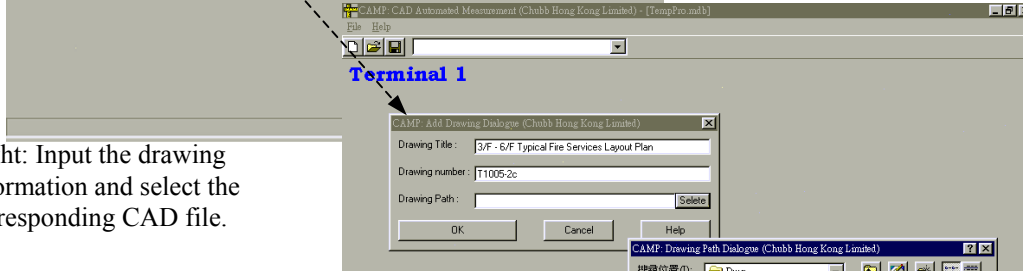 CAMP: CAD Automated Measurement (Chubb Hong Kong Limited) - [TempPro.mdb]
File Help
Terminal 1
CAMP: Add Drawing Dialogue (Chubb Hong Kong Limited)
Drawing Title : 3/F - 6/F Typical Fire Services Layout Plan
Drawing number : T1005-2c
Drawing Path : Selete
OK Cancel Help
ht: Input the drawing
ormation and select the
responding CAD file.
CAMP: Drawing Path Dialogue (Chubb Hong Kong Limited)
搜尋位置(I):